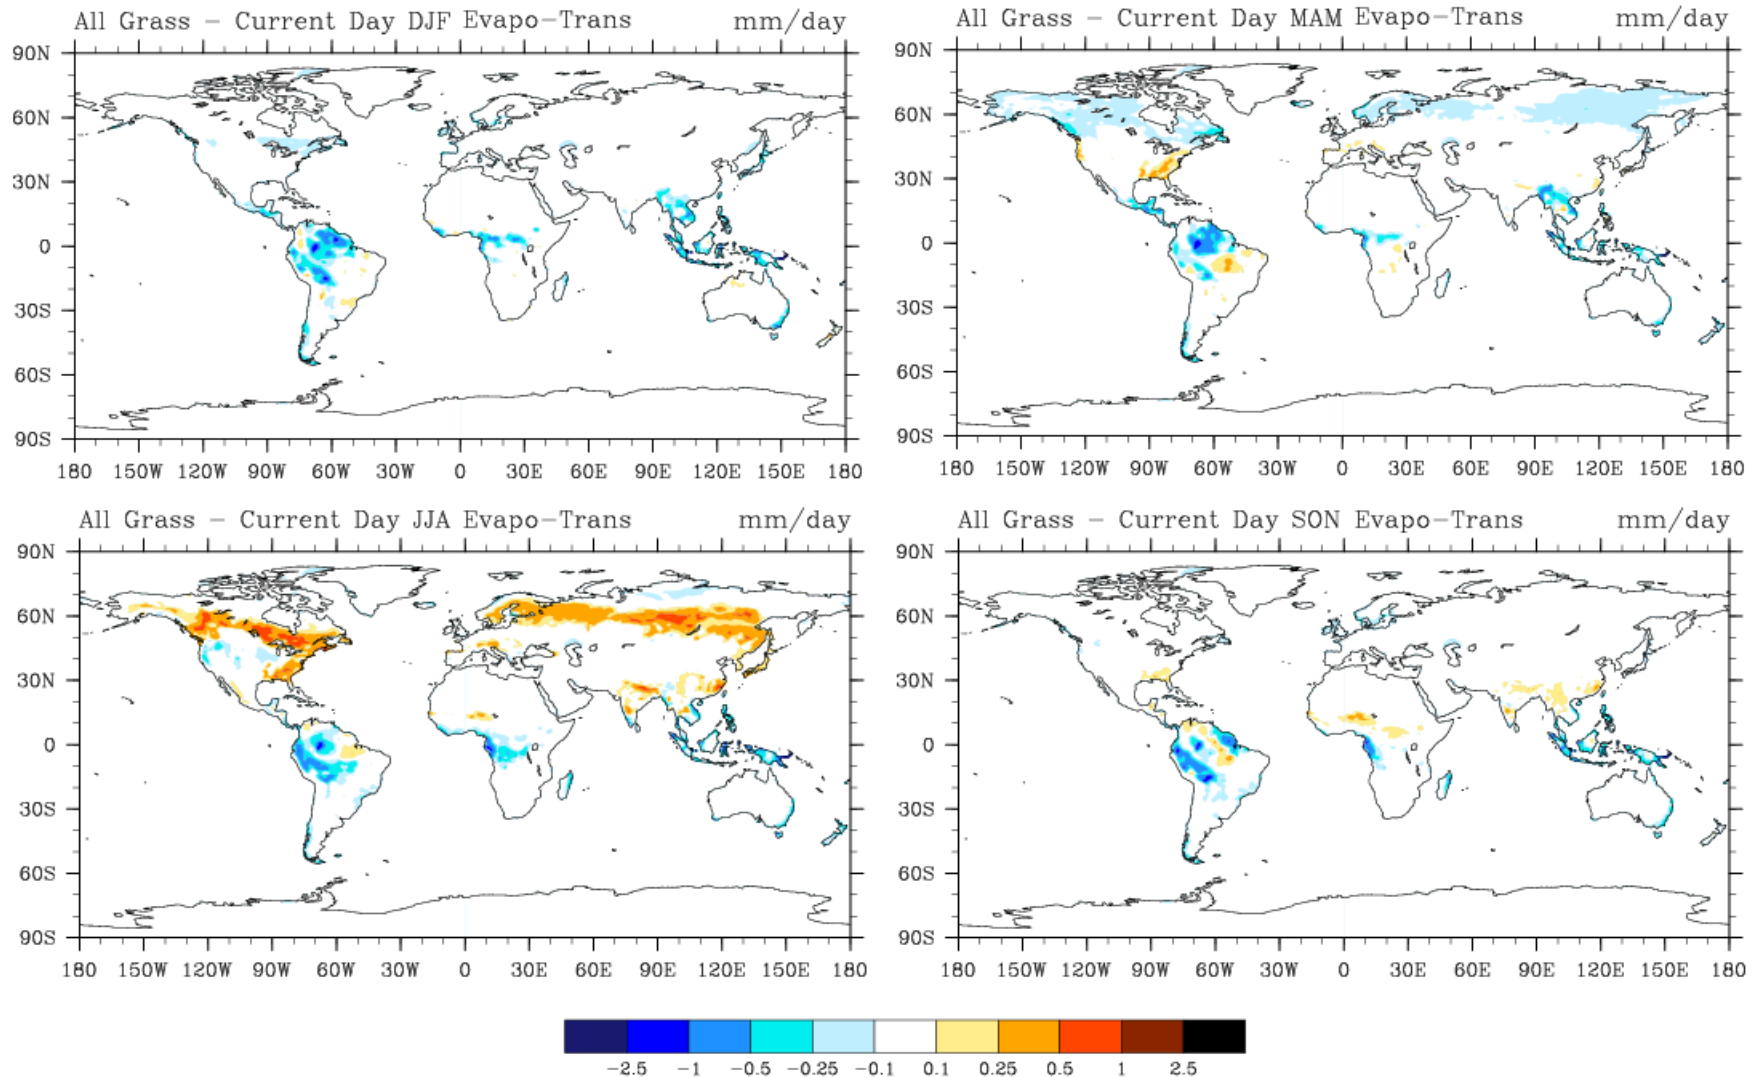 All Grass – Current Day DJF Evapo–Trans mm/day
90N
60N
30N
0
30S
60S
90S
180 150W 120W 90W 60W 30W 0 30E 60E 90E 120E 150E 180
All Grass – Current Day MAM Evapo–Trans mm/day
90N
60N
30N
0
30S
60S
90S
180 150W 120W 90W 60W 30W 0 30E 60E 90E 120E 150E 180
All Grass – Current Day JJA Evapo–Trans mm/day
90N
60N
30N
0
30S
60S
90S
180 150W 120W 90W 60W 30W 0 30E 60E 90E 120E 150E 180
All Grass – Current Day SON Evapo–Trans mm/day
90N
60N
30N
0
30S
60S
90S
180 150W 120W 90W 60W 30W 0 30E 60E 90E 120E 150E 180
−2.5 −1 −0.5 −0.25 −0.1 0.1 0.25 0.5 1 2.5